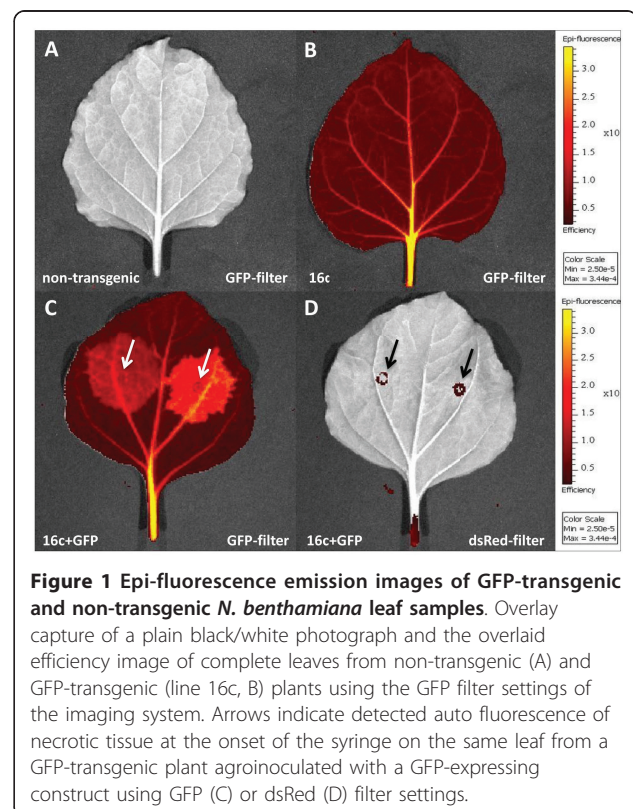 A
non-transgenic GFP-filter
B
16c GFP-filter
Epi-fluorescence
3.0
2.5
2.0
x10
1.5
1.0
0.5
Efficiency
Color Scale
Min = 2.50e-5
Max = 3.44e-4
C
16c+GFP GFP-filter
D
16c+GFP dsRed-filter
Epi-fluorescence
3.0
2.5
2.0
x10
1.5
1.0
0.5
Efficiency
Color Scale
Min = 2.50e-5
Max = 3.44e-4
Figure 1 Epi-fluorescence emission images of GFP-transgenic
and non-transgenic N. benthamiana leaf samples. Overlay
capture of a plain black/white photograph and the overlaid
efficiency image of complete leaves from non-transgenic (A) and
GFP-transgenic (line 16c, B) plants using the GFP filter settings of
the imaging system. Arrows indicate detected auto fluorescence of
necrotic tissue at the onset of the syringe on the same leaf from a
GFP-transgenic plant agroinoculated with a GFP-expressing
construct using GFP (C) or dsRed (D) filter settings.